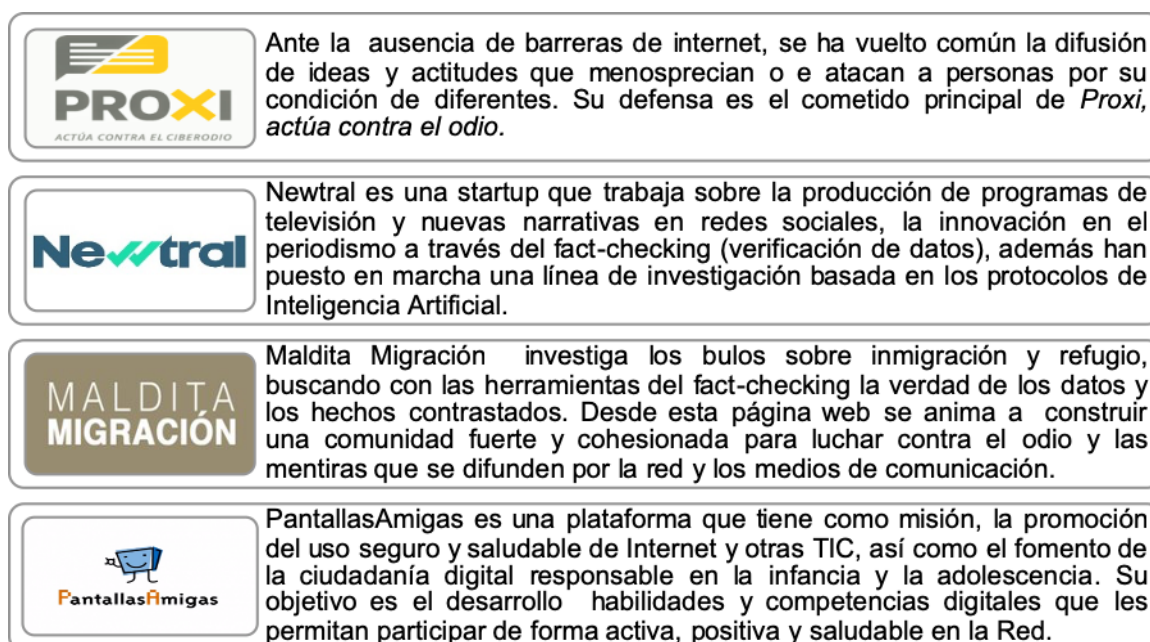 PROXI
ACTÚA CONTRA EL CIBERODIO
Ante la ausencia de barreras de internet, se ha vuelto común la difusión
de ideas y actitudes que menosprecian o e atacan a personas por su
condición de diferentes. Su defensa es el cometido principal de Proxi,
actúa contra el odio.
Newtral
Newtral es una startup que trabaja sobre la producción de programas de
televisión y nuevas narrativas en redes sociales, la innovación en el
periodismo a través del fact-checking (verificación de datos), además han
puesto en marcha una línea de investigación basada en los protocolos de
Inteligencia Artificial.
MALDITA
MIGRACIÓN
Maldita Migración investiga los bulos sobre inmigración y refugio,
buscando con las herramientas del fact-checking la verdad de los datos y
los hechos contrastados. Desde esta página web se anima a construir
una comunidad fuerte y cohesionada para luchar contra el odio y las
mentiras que se difunden por la red y los medios de comunicación.
PantallasAmigas
PantallasAmigas es una plataforma que tiene como misión, la promoción
del uso seguro y saludable de Internet y otras TIC, así como el fomento de
la ciudadanía digital responsable en la infancia y la adolescencia. Su
objetivo es el desarrollo habilidades y competencias digitales que les
permitan participar de forma activa, positiva y saludable en la Red.